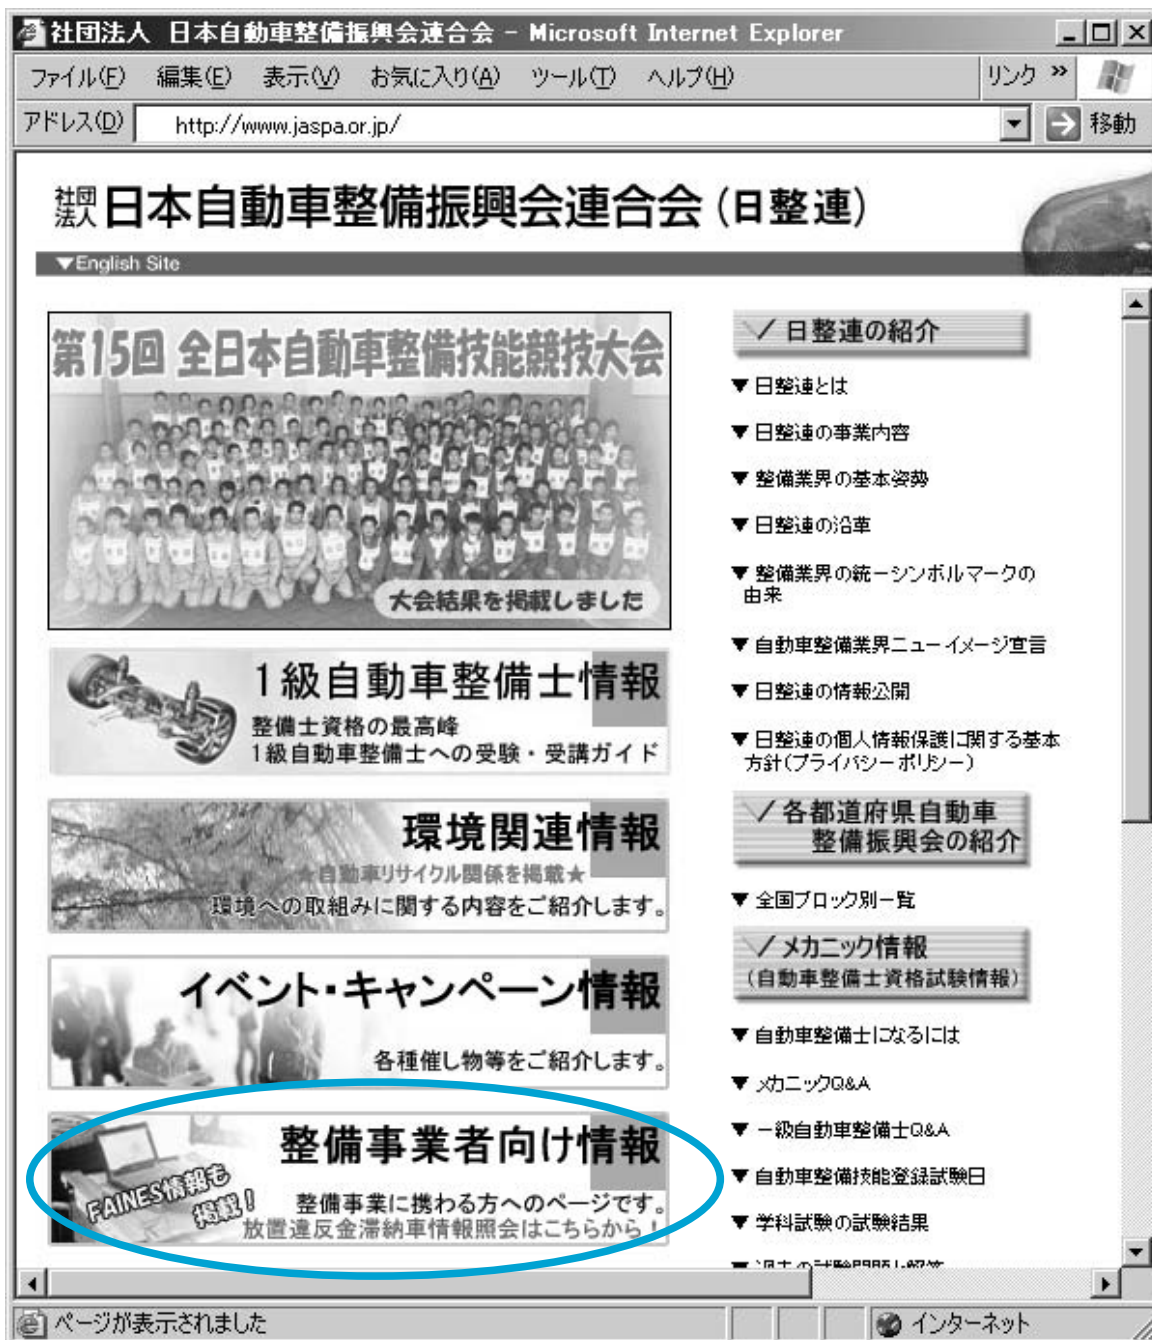 社団法人 日本自動車整備振興会連合会 - Microsoft Internet Explorer
ファイル(F) 編集(E) 表示(V) お気に入り(A) ツール(T) ヘルプ(H) リンク »
アドレス(D) http://www.jaspa.or.jp/ 移動
社団法人 日本自動車整備振興会連合会 (日整連)
▼English Site
第15回 全日本自動車整備技能競技大会
大会結果を掲載しました
1級自動車整備士情報
整備士資格の最高峰
1級自動車整備士への受験・受講ガイド
環境関連情報
★自動車リサイクル関係を掲載★
環境への取組みに関する内容をご紹介します。
イベント・キャンペーン情報
各種催し物等をご紹介します。
整備事業者向け情報
FAINES情報も
掲載!
整備事業に携わる方へのページです。
放置違反金滞納車情報照会はこちらから!
日整連の紹介
▼日整連とは
▼日整連の事業内容
▼整備業界の基本姿勢
▼日整連の沿革
▼整備業界の統一シンボルマークの
由来
▼自動車整備業界ニューイメージ宣言
▼日整連の情報公開
▼日整連の個人情報保護に関する基本
方針(プライバシーポリシー)
各都道府県自動車
整備振興会の紹介
▼全国ブロック別一覧
メカニック情報
(自動車整備士資格試験情報)
▼自動車整備士になるには
▼メカニックQ&A
▼一級自動車整備士Q&A
▼自動車整備技能登録試験日
▼学科試験の試験結果
ページが表示されました インターネット